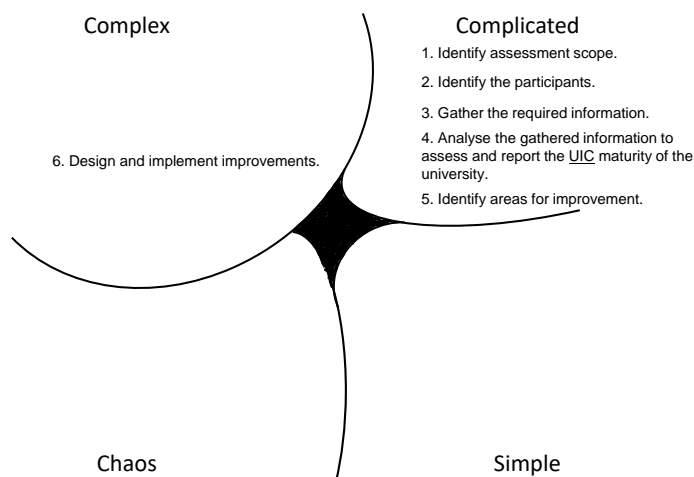 Complex
Complicated
1. Identify assessment scope.
2. Identify the participants.
3. Gather the required information.
4. Analyse the gathered information to
assess and report the UIC maturity of the
university.
5. Identify areas for improvement.
6. Design and implement improvements.
Chaos
Simple